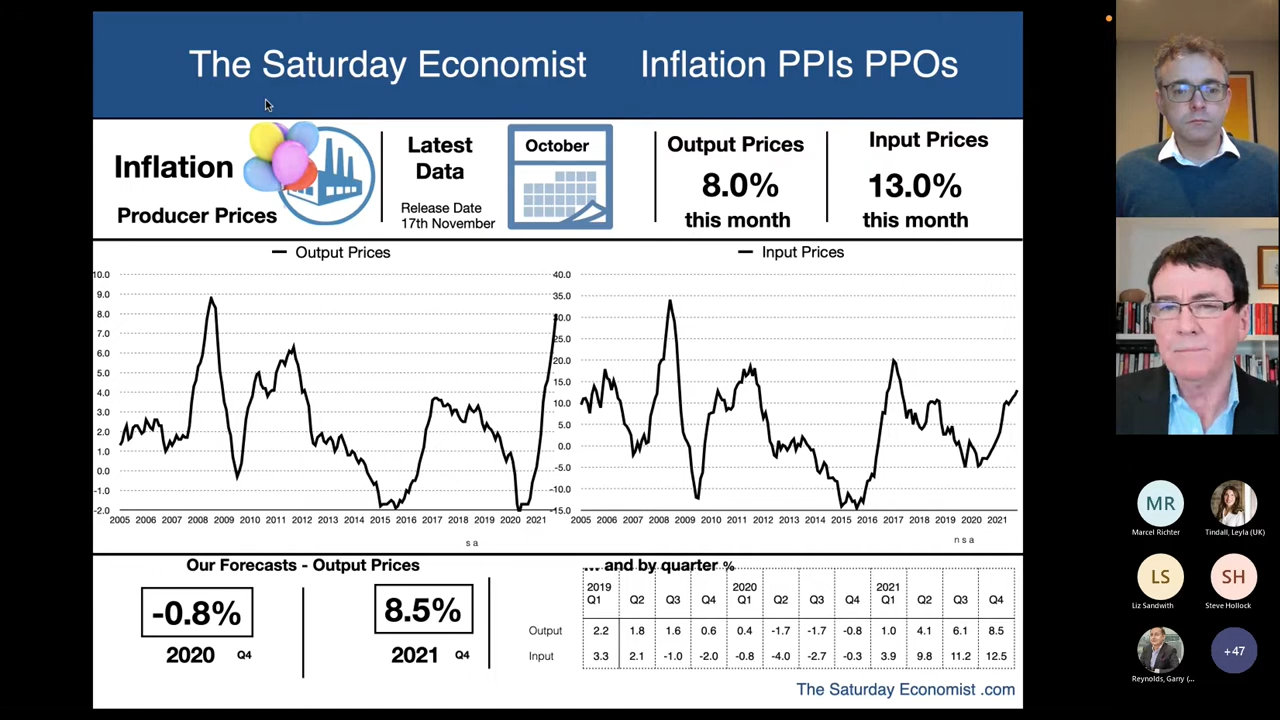 The Saturday Economist Inflation PPIs PPOs
Inflation
Producer Prices
Latest
Data
Release Date
17th November
October
Output Prices
8.0%
this month
Input Prices
13.0%
this month
Output Prices
10.0
9.0
8.0
7.0
6.0
5.0
4.0
3.0
2.0
1.0
0.0
-1.0
-2.0
2005 2006 2007 2008 2009 2010 2011 2012 2013 2014 2015 2016 2017 2018 2019 2020 2021
s a
Input Prices
40.0
35.0
30.0
25.0
20.0
15.0
10.0
5.0
0.0
-5.0
-10.0
-15.0
2005 2006 2007 2008 2009 2010 2011 2012 2013 2014 2015 2016 2017 2018 2019 2020 2021
n s a
Our Forecasts - Output Prices
-0.8%
2020 Q4
8.5%
2021 Q4
... and by quarter %
2019 2020 2021
Q1 Q2 Q3 Q4 Q1 Q2 Q3 Q4 Q1 Q2 Q3 Q4
Output 2.2 1.8 1.6 0.6 0.4 -1.7 -1.7 -0.8 1.0 4.1 6.1 8.5
Input 3.3 2.1 -1.0 -2.0 -0.8 -4.0 -2.7 -0.3 3.9 9.8 11.2 12.5
The Saturday Economist .com
MR
Marcel Richter
Tindall, Leyla (UK)
LS
Liz Sandwith
SH
Steve Hollock
Reynolds, Garry (...
+47